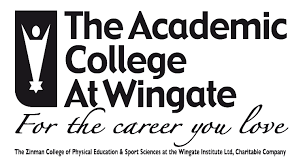 The Academic
College
At Wingate
For the career you love
The Zinman College of Physical Education & Sport Sciences at the Wingate Institute Ltd, Charitable Company